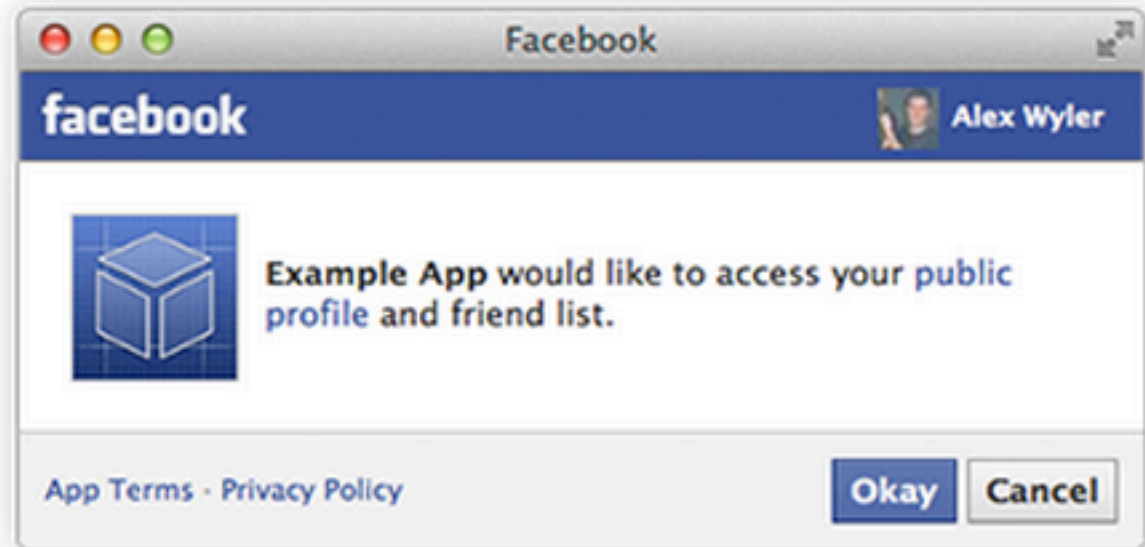 Facebook
facebook
Alex Wyler
Example App would like to access your public
profile and friend list.
App Terms · Privacy Policy
Okay
Cancel